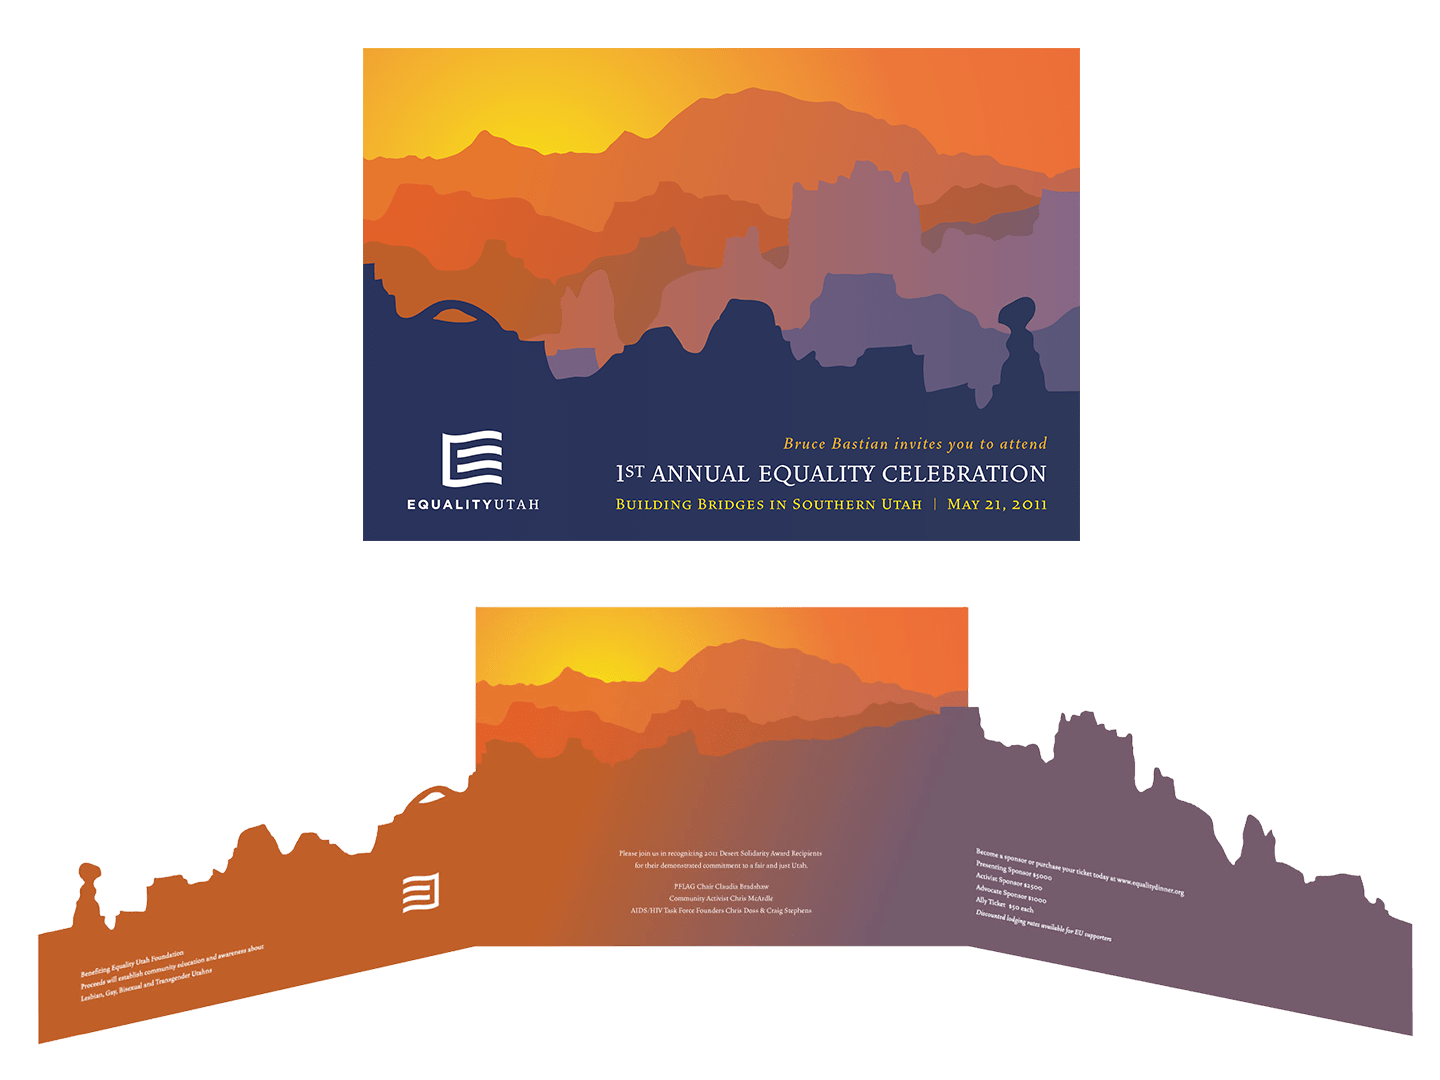 Bruce Bastian invites you to attend
1ST ANNUAL EQUALITY CELEBRATION
BUILDING BRIDGES IN SOUTHERN UTAH | MAY 21, 2011
EQUALITYUTAH
Benefitting Equality Utah Foundation
Proceeds will establish community education and awareness about
Lesbian, Gay, Bisexual and Transgender Utahns
Please join us in recognizing 2011 Desert Solidarity Award Recipients
for their demonstrated commitment to a fair and just Utah.
PFLAG Chair Claudia Bradshaw
Community Activist Chris McArdle
AIDS/HIV Task Force Founders Chris Doss & Craig Stephens
Become a sponsor or purchase your ticket today at www.equalitydinner.org
Presenting Sponsor $5000
Activist Sponsor $2500
Advocate Sponsor $1000
Ally Ticket $50 each
Discounted lodging rates available for EU supporters